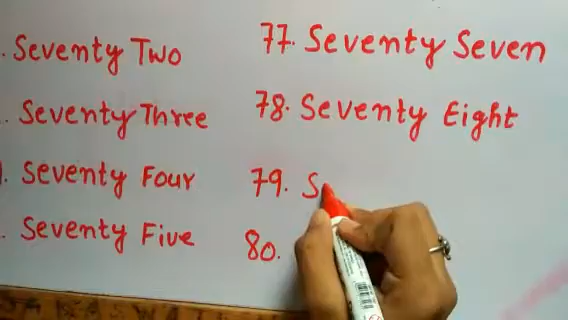 . Seventy Two
. Seventy Three
. Seventy Four
. Seventy Five
77. Seventy Seven
78. Seventy Eight
79. S
80.